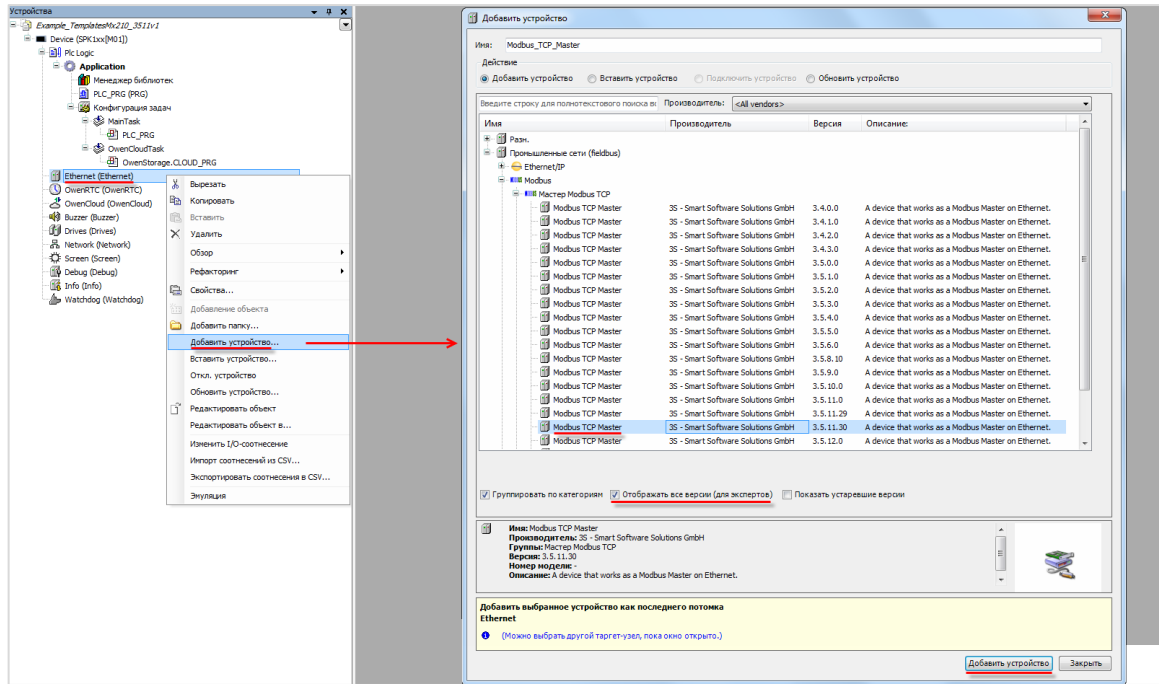 Устройства
Example_TemplatesMx210_3511v1
Device (SPK1xx[M01])
Plc Logic
Application
Менеджер библиотек
PLC_PRG (PRG)
Конфигурация задач
MainTask
PLC_PRG
OwenCloudTask
OwenStorage.CLOUD_PRG
Ethernet (Ethernet)
OwenRTC (OwenRTC)
OwenCloud (OwenCloud)
Buzzer (Buzzer)
Drives (Drives)
Network (Network)
Screen (Screen)
Debug (Debug)
Info (Info)
Watchdog (Watchdog)
Вырезать
Копировать
Вставить
Удалить
Обзор
Рефакторинг
Свойства...
Добавление объекта
Добавить папку...
Добавить устройство...
Вставить устройство...
Откл. устройство
Обновить устройство...
Редактировать объект
Редактировать объект в...
Изменить I/O-соотнесение
Импорт соотнесений из CSV...
Экспортировать соотнесения в CSV...
Эмуляция
Добавить устройство
Имя: Modbus_TCP_Master
Действие
Добавить устройство Вставить устройство Подключить устройство Обновить устройство
Введите строку для полнотекстового поиска в Производитель: <All vendors>
Имя Производитель Версия Описание:
Разн.
Промышленные сети (fieldbus)
Ethernet/IP
Modbus
Мастер Modbus TCP
Modbus TCP Master 3S - Smart Software Solutions GmbH 3.4.0.0 A device that works as a Modbus Master on Ethernet.
Modbus TCP Master 3S - Smart Software Solutions GmbH 3.4.1.0 A device that works as a Modbus Master on Ethernet.
Modbus TCP Master 3S - Smart Software Solutions GmbH 3.4.2.0 A device that works as a Modbus Master on Ethernet.
Modbus TCP Master 3S - Smart Software Solutions GmbH 3.4.3.0 A device that works as a Modbus Master on Ethernet.
Modbus TCP Master 3S - Smart Software Solutions GmbH 3.5.0.0 A device that works as a Modbus Master on Ethernet.
Modbus TCP Master 3S - Smart Software Solutions GmbH 3.5.1.0 A device that works as a Modbus Master on Ethernet.
Modbus TCP Master 3S - Smart Software Solutions GmbH 3.5.2.0 A device that works as a Modbus Master on Ethernet.
Modbus TCP Master 3S - Smart Software Solutions GmbH 3.5.3.0 A device that works as a Modbus Master on Ethernet.
Modbus TCP Master 3S - Smart Software Solutions GmbH 3.5.4.0 A device that works as a Modbus Master on Ethernet.
Modbus TCP Master 3S - Smart Software Solutions GmbH 3.5.5.0 A device that works as a Modbus Master on Ethernet.
Modbus TCP Master 3S - Smart Software Solutions GmbH 3.5.6.0 A device that works as a Modbus Master on Ethernet.
Modbus TCP Master 3S - Smart Software Solutions GmbH 3.5.8.10 A device that works as a Modbus Master on Ethernet.
Modbus TCP Master 3S - Smart Software Solutions GmbH 3.5.9.0 A device that works as a Modbus Master on Ethernet.
Modbus TCP Master 3S - Smart Software Solutions GmbH 3.5.10.0 A device that works as a Modbus Master on Ethernet.
Modbus TCP Master 3S - Smart Software Solutions GmbH 3.5.11.0 A device that works as a Modbus Master on Ethernet.
Modbus TCP Master 3S - Smart Software Solutions GmbH 3.5.11.29 A device that works as a Modbus Master on Ethernet.
Modbus TCP Master 3S - Smart Software Solutions GmbH 3.5.11.30 A device that works as a Modbus Master on Ethernet.
Modbus TCP Master 3S - Smart Software Solutions GmbH 3.5.12.0 A device that works as a Modbus Master on Ethernet.
Группировать по категориям Отображать все версии (для экспертов) Показать устаревшие версии
Имя: Modbus TCP Master
Производитель: 3S - Smart Software Solutions GmbH
Группы: Мастер Modbus TCP
Версия: 3.5.11.30
Номер модели: -
Описание: A device that works as a Modbus Master on Ethernet.
Добавить выбранное устройство как последнего потомка
Ethernet
(Можно выбрать другой таргет-узел, пока окно открыто.)
Добавить устройство Закрыть